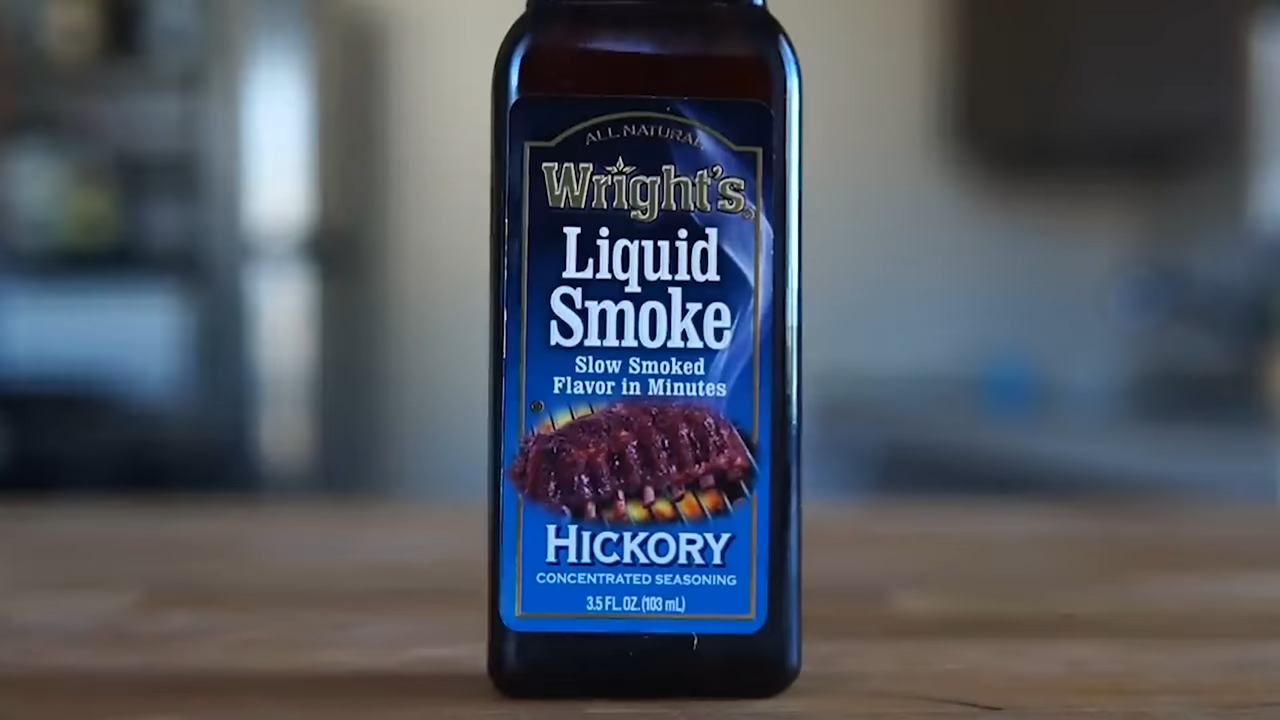 ALL NATURAL
Wright's
Liquid
Smoke
Slow Smoked
Flavor in Minutes
HICKORY
CONCENTRATED SEASONING
3.5 FL. OZ. (103 mL)